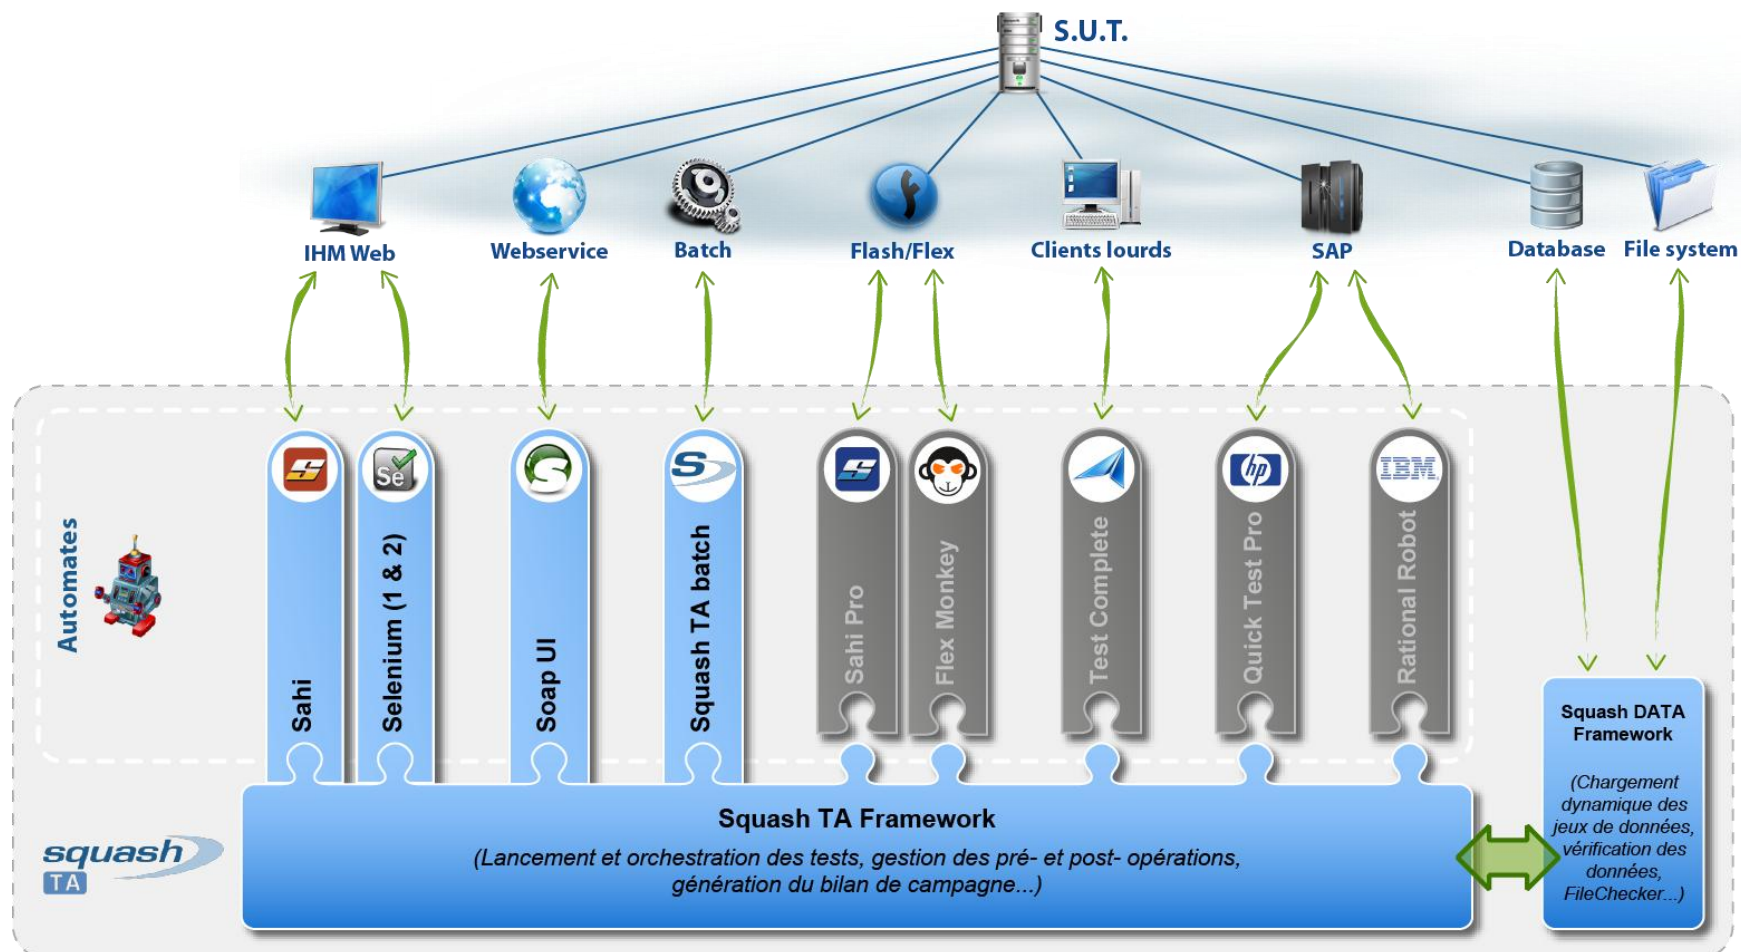 S.U.T.
IHM Web
Webservice
Batch
Flash/Flex
Clients lourds
SAP
Database
File system
Automates
Sahi
Se
Selenium (1 & 2)
Soap UI
Squash TA batch
Sahi Pro
Flex Monkey
Test Complete
hp
Quick Test Pro
IBM
Rational Robot
Squash DATA
Framework
(Chargement
dynamique des
jeux de données,
vérification des
données,
FileChecker...)
squash
TA
Squash TA Framework
(Lancement et orchestration des tests, gestion des pré- et post- opérations,
génération du bilan de campagne...)